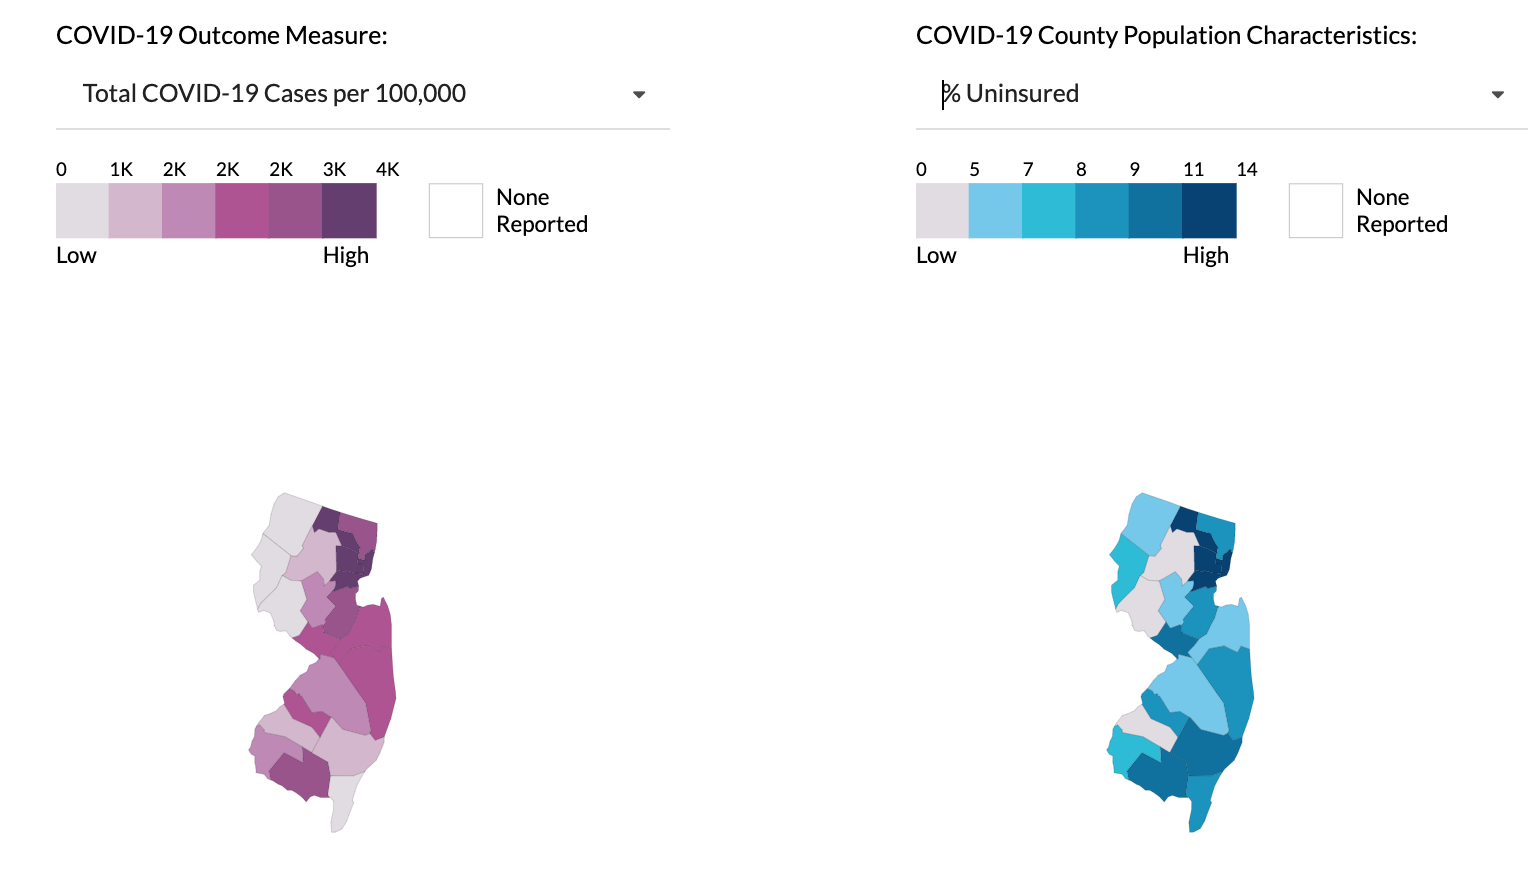 COVID-19 Outcome Measure:
Total COVID-19 Cases per 100,000
0 1K 2K 2K 2K 3K 4K
Low High
None
Reported
COVID-19 County Population Characteristics:
% Uninsured
0 5 7 8 9 11 14
Low High
None
Reported